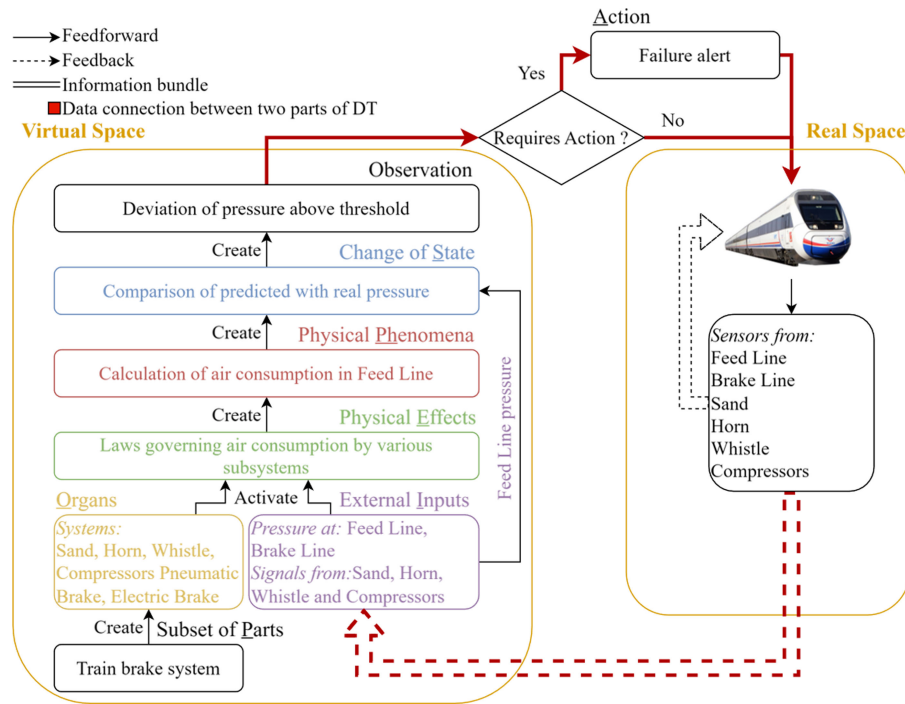 Feedforward
Feedback
Information bundle
Data connection between two parts of DT
Action
Failure alert
Yes
Requires Action ?
No
Virtual Space
Real Space
Observation
Deviation of pressure above threshold
Create
Change of State
Comparison of predicted with real pressure
Create
Physical Phenomena
Calculation of air consumption in Feed Line
Create
Physical Effects
Laws governing air consumption by various
subsystems
Feed Line pressure
Activate
Organs
Systems:
Sand, Horn, Whistle,
Compressors Pneumatic
Brake, Electric Brake
External Inputs
Pressure at: Feed Line,
Brake Line
Signals from:Sand, Horn,
Whistle and Compressors
Create
Subset of Parts
Train brake system
Sensors from:
Feed Line
Brake Line
Sand
Horn
Whistle
Compressors